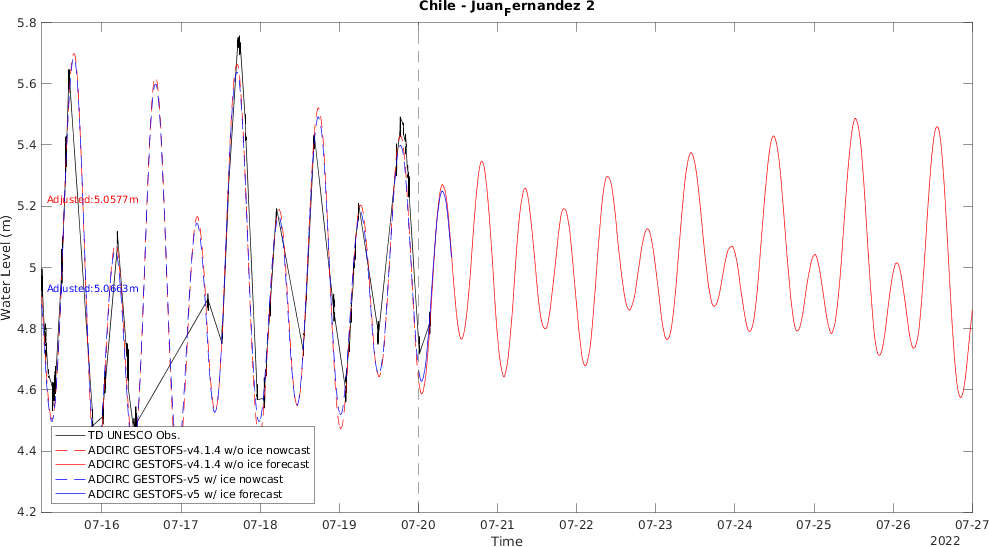 Chile - Juan_Fernandez 2
5.8
5.6
5.4
5.2
5
4.8
4.6
4.4
4.2
Water Level (m)
Adjusted:5.0577m
Adjusted:5.0663m
TD UNESCO Obs.
ADCIRC GESTOFS-v4.1.4 w/o ice nowcast
ADCIRC GESTOFS-v4.1.4 w/o ice forecast
ADCIRC GESTOFS-v5 w/ ice nowcast
ADCIRC GESTOFS-v5 w/ ice forecast
07-16 07-17 07-18 07-19 07-20 07-21 07-22 07-23 07-24 07-25 07-26 07-27
Time
2022